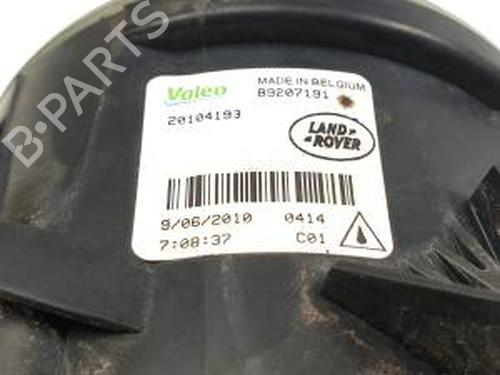 Valeo
MADE IN BELGIUM
89207191
20104193
LAND-
ROVER
9/06/2010 0414
7:08:37 C01
B-PARTS